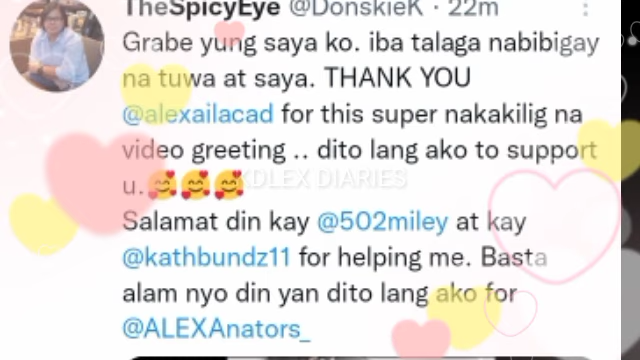 TheSpicyEye @DonskieK · 22m
Grabe yung saya ko. iba talaga nabibigay
na tuwa at saya. THANK YOU
@alexailacad for this super nakakilig na
video greeting .. dito lang ako to support
u. 🥰🥰🥰
KDLEX DIARIES
Salamat din kay @502miley at kay
@kathbundz11 for helping me. Basta
alam nyo din yan dito lang ako for
@ALEXAnators_